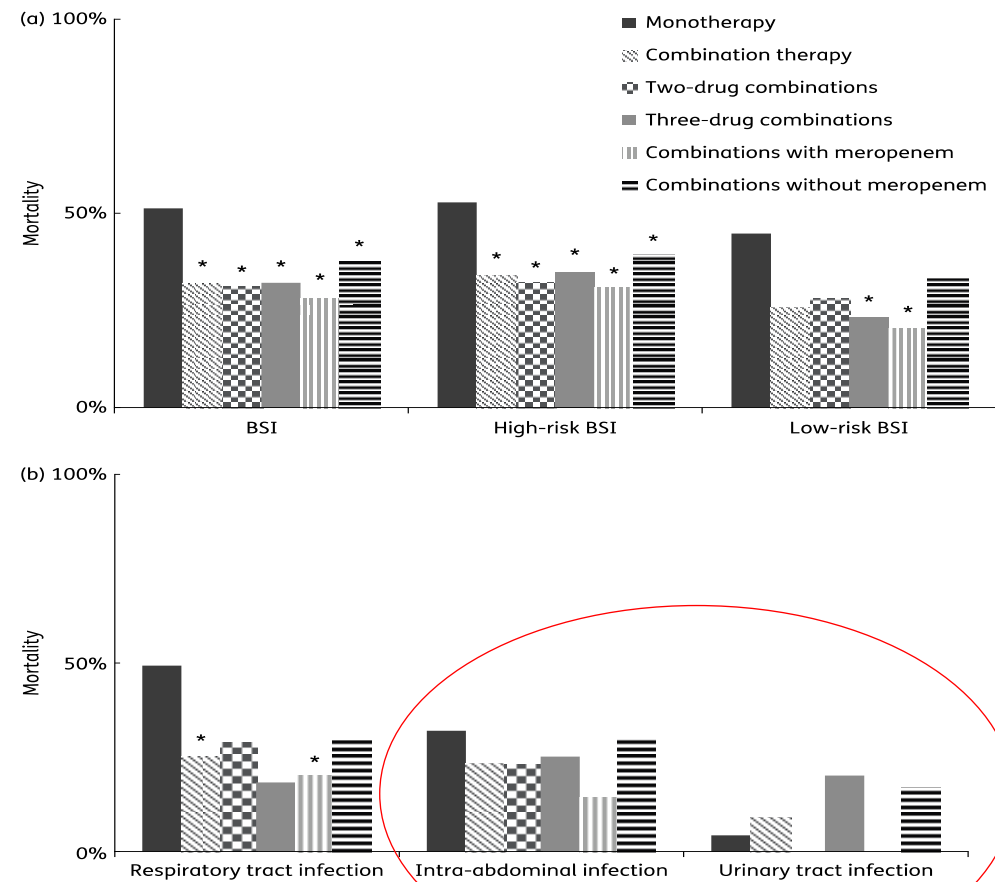 (a) 100%
Monotherapy
Combination therapy
Two-drug combinations
Three-drug combinations
Combinations with meropenem
Combinations without meropenem
Mortality
50%
* * * * *
* * * * *
* *
0%
BSI High-risk BSI Low-risk BSI
(b) 100%
Mortality
50%
* *
0%
Respiratory tract infection Intra-abdominal infection Urinary tract infection